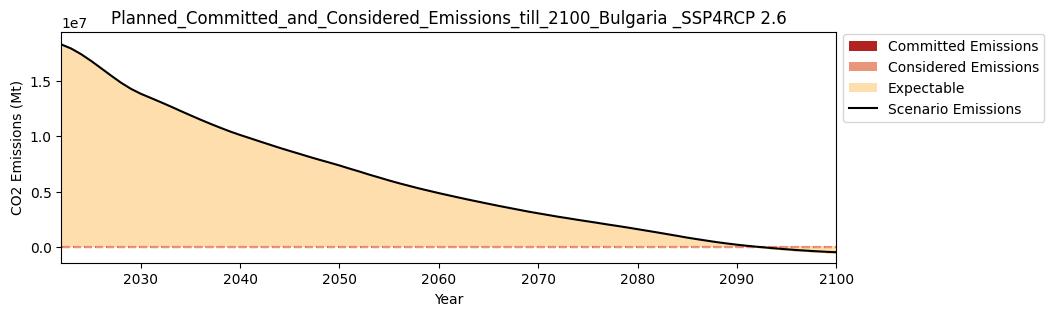 Planned_Committed_and_Considered_Emissions_till_2100_Bulgaria _SSP4RCP 2.6
1e7
CO2 Emissions (Mt)
1.5
1.0
0.5
0.0
2030 2040 2050 2060 2070 2080 2090 2100
Year
Committed Emissions
Considered Emissions
Expectable
Scenario Emissions